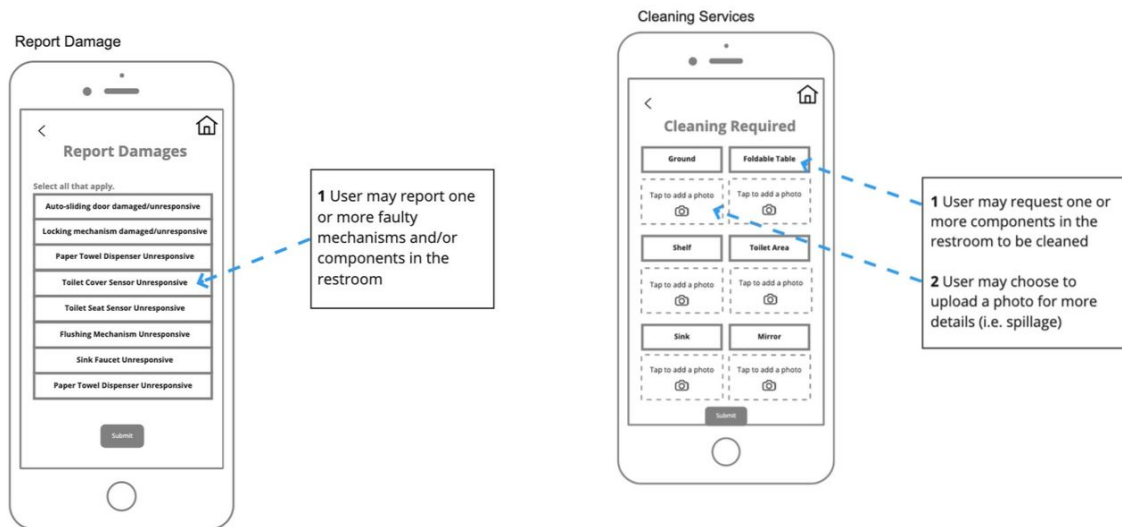 Report Damage
Report Damages
Select all that apply.
Auto-sliding door damaged/unresponsive
Locking mechanism damaged/unresponsive
Paper Towel Dispenser Unresponsive
Toilet Cover Sensor Unresponsive
Toilet Seat Sensor Unresponsive
Flushing Mechanism Unresponsive
Sink Faucet Unresponsive
Paper Towel Dispenser Unresponsive
Submit
1 User may report one
or more faulty
mechanisms and/or
components in the
restroom
Cleaning Services
Cleaning Required
Ground Foldable Table
Tap to add a photo Tap to add a photo
Shelf Toilet Area
Tap to add a photo Tap to add a photo
Sink Mirror
Tap to add a photo Tap to add a photo
Submit
1 User may request one or
more components in the
restroom to be cleaned
2 User may choose to
upload a photo for more
details (i.e. spillage)